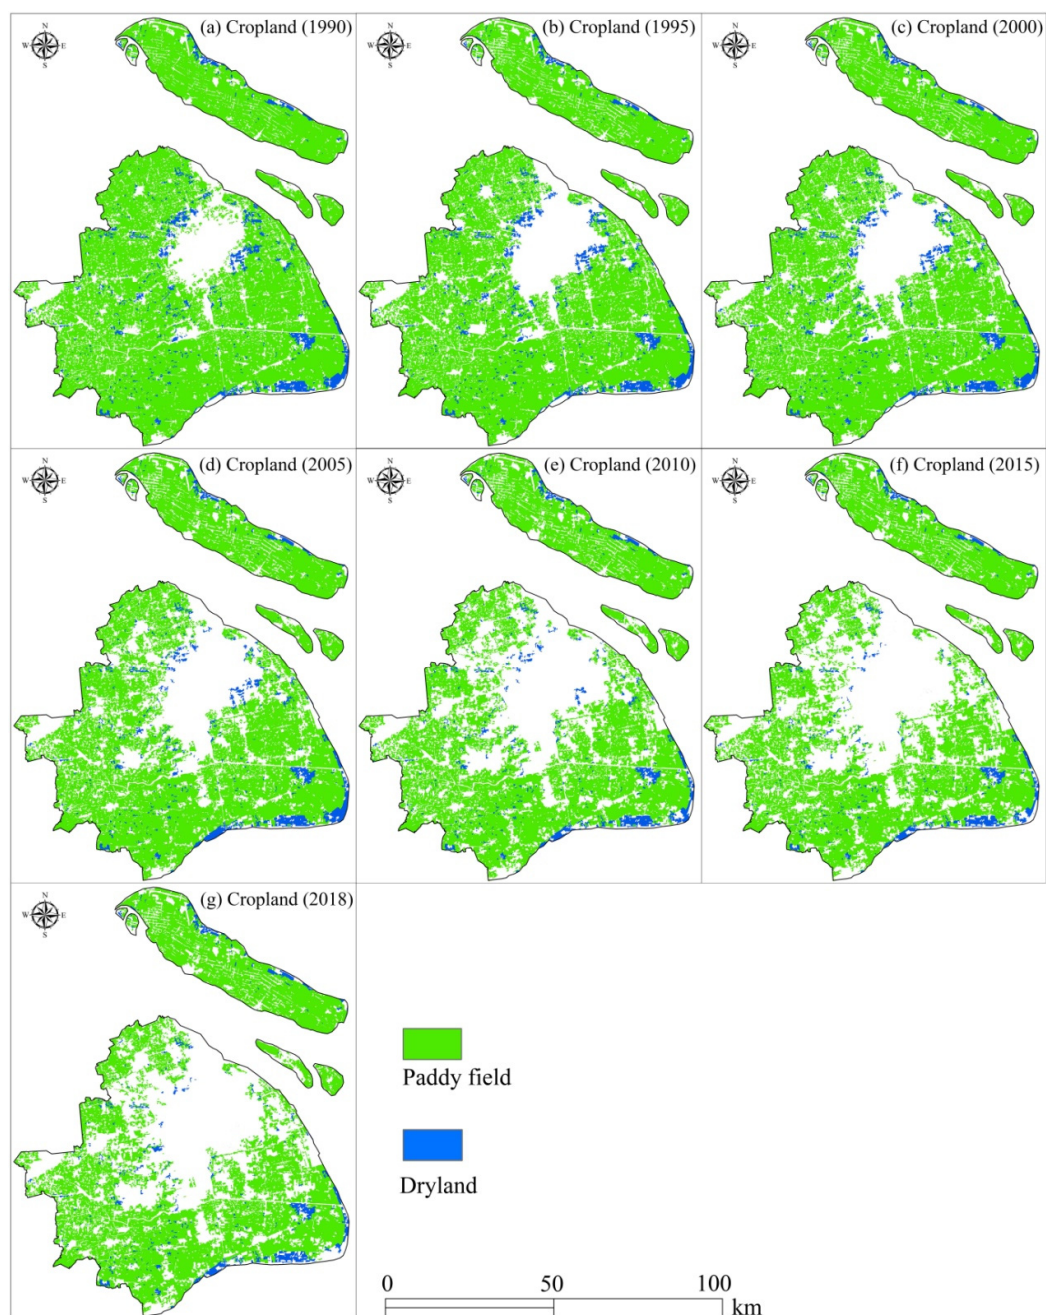 (a) Cropland (1990)
N
W E
S
(b) Cropland (1995)
N
W E
S
(c) Cropland (2000)
N
W E
S
(d) Cropland (2005)
N
W E
S
(e) Cropland (2010)
N
W E
S
(f) Cropland (2015)
N
W E
S
(g) Cropland (2018)
N
W E
S
Paddy field
Dryland
0 50 100
km